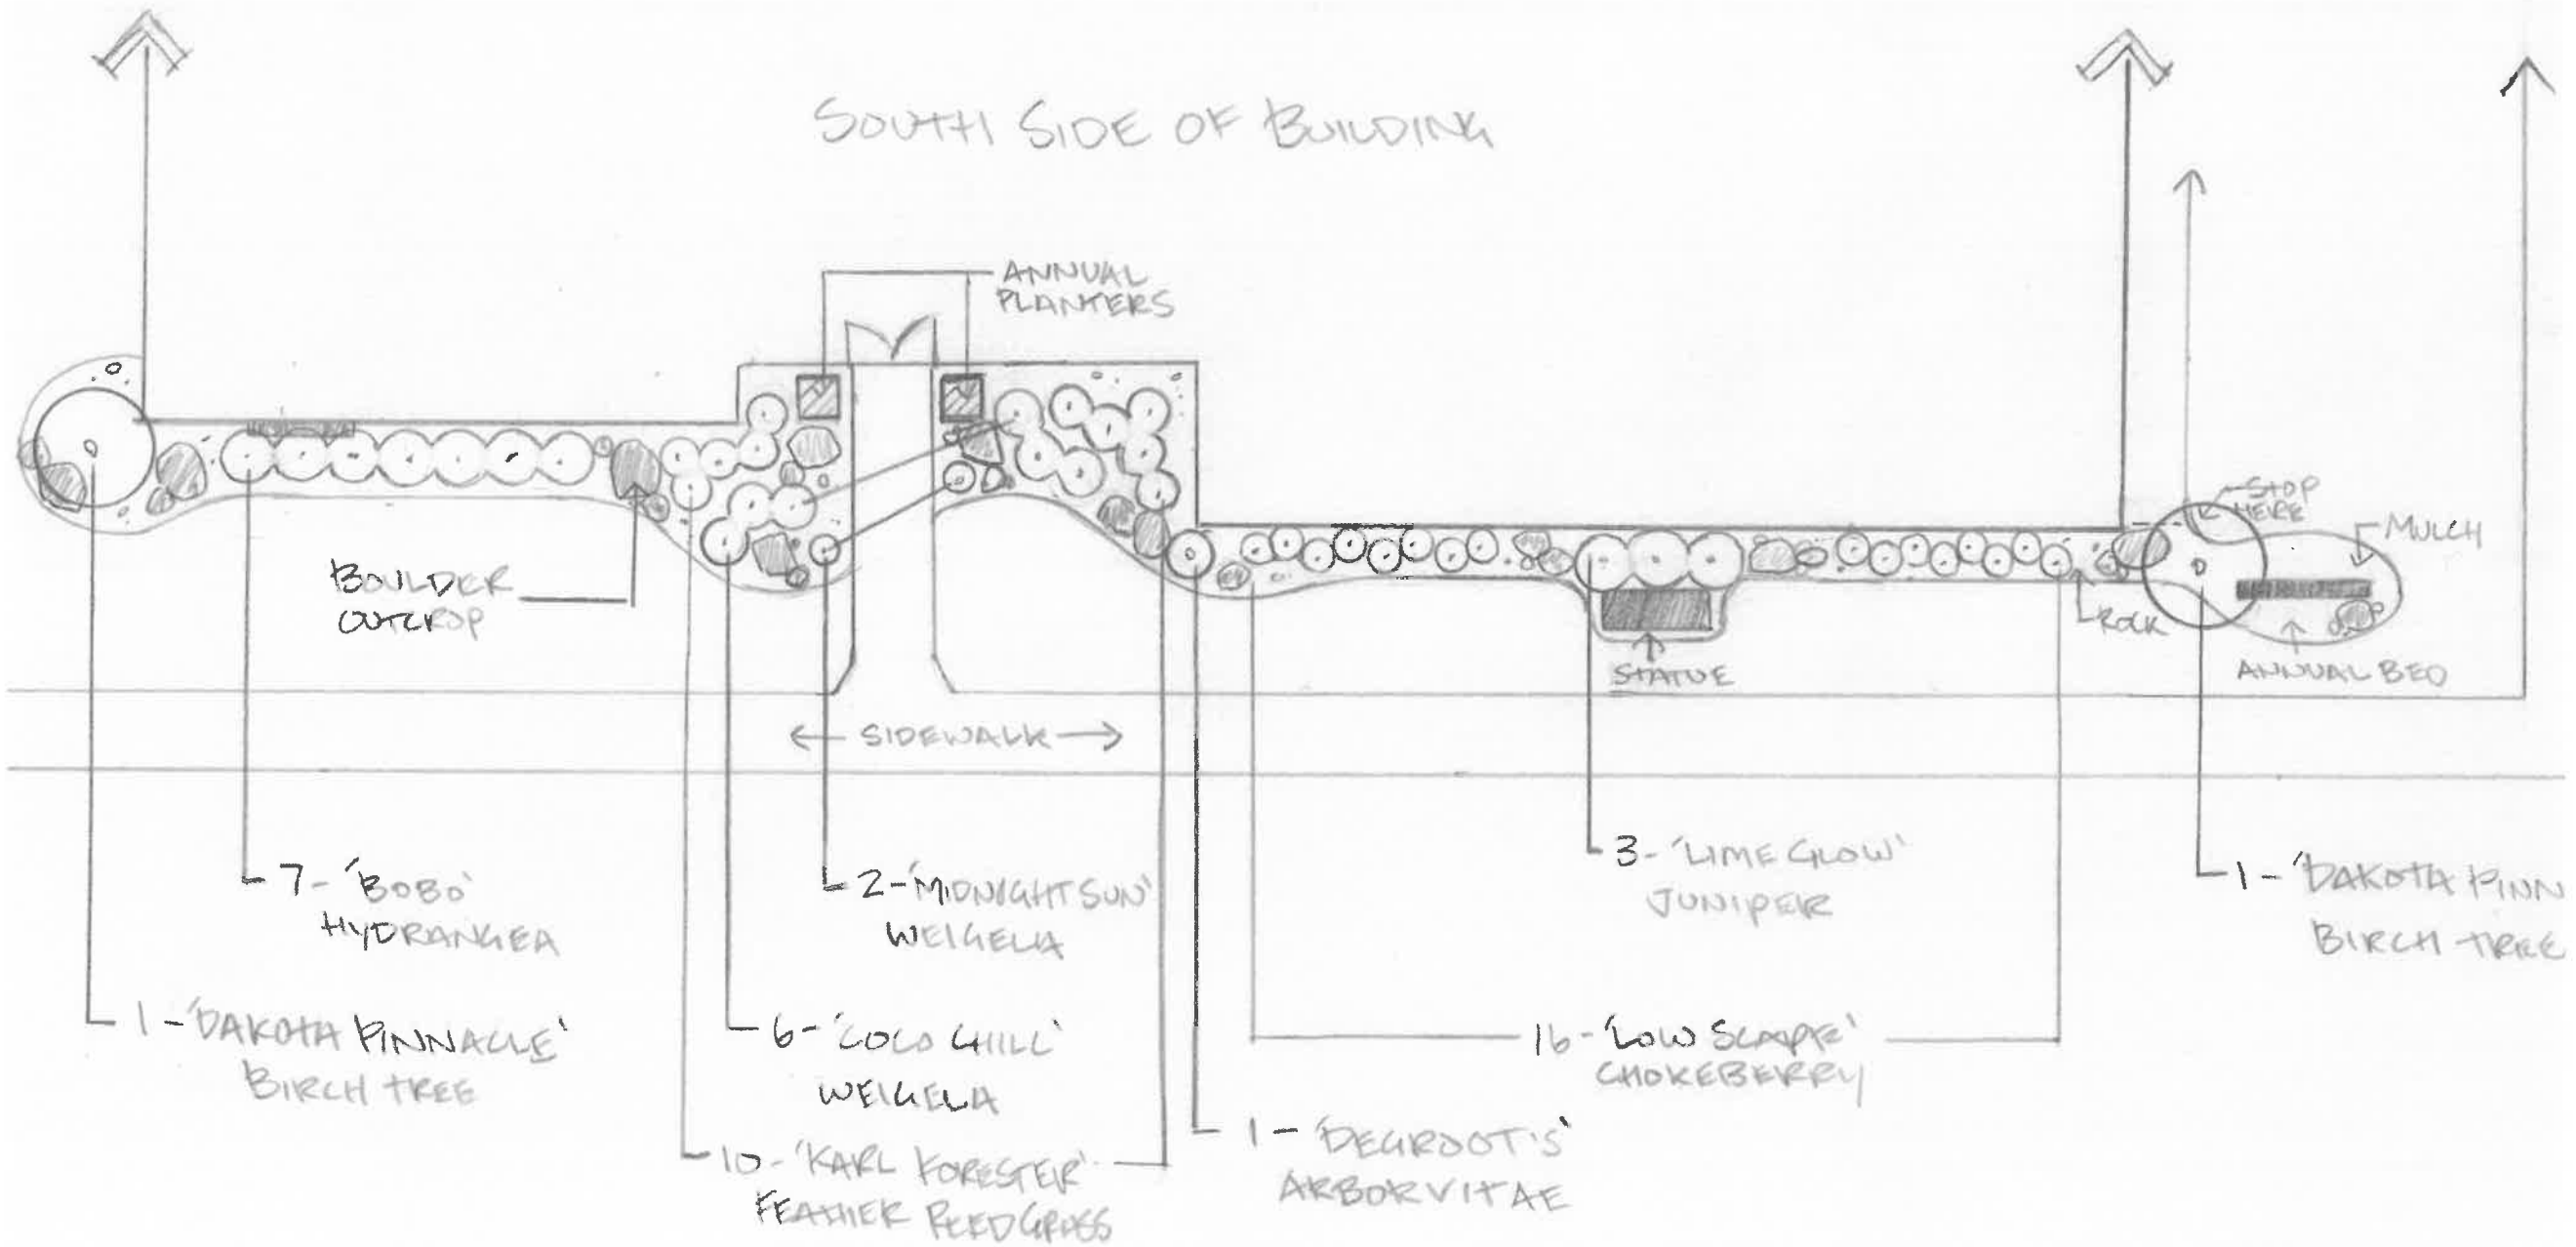 SOUTH SIDE OF BUILDING
ANNUAL
PLANTERS
STOP
HERE
MULCH
BOULDER
OUTCROP
ROCK
STATUE
ANNUAL BED
SIDEWALK
7- 'BOBO'
HYDRANGEA
2-'MIDNIGHT SUN'
WEIGELA
3- 'LIME GLOW'
JUNIPER
1- 'DAKOTA PINN
BIRCH TREE
1- 'DAKOTA PINNACLE'
BIRCH TREE
6- 'COLD CHILL'
WEIGELA
16- 'LOW SCAPE'
CHOKEBERRY
10- 'KARL FORESTER'
FEATHER REED GRASS
1- 'DEGROOT'S'
ARBORVITAE